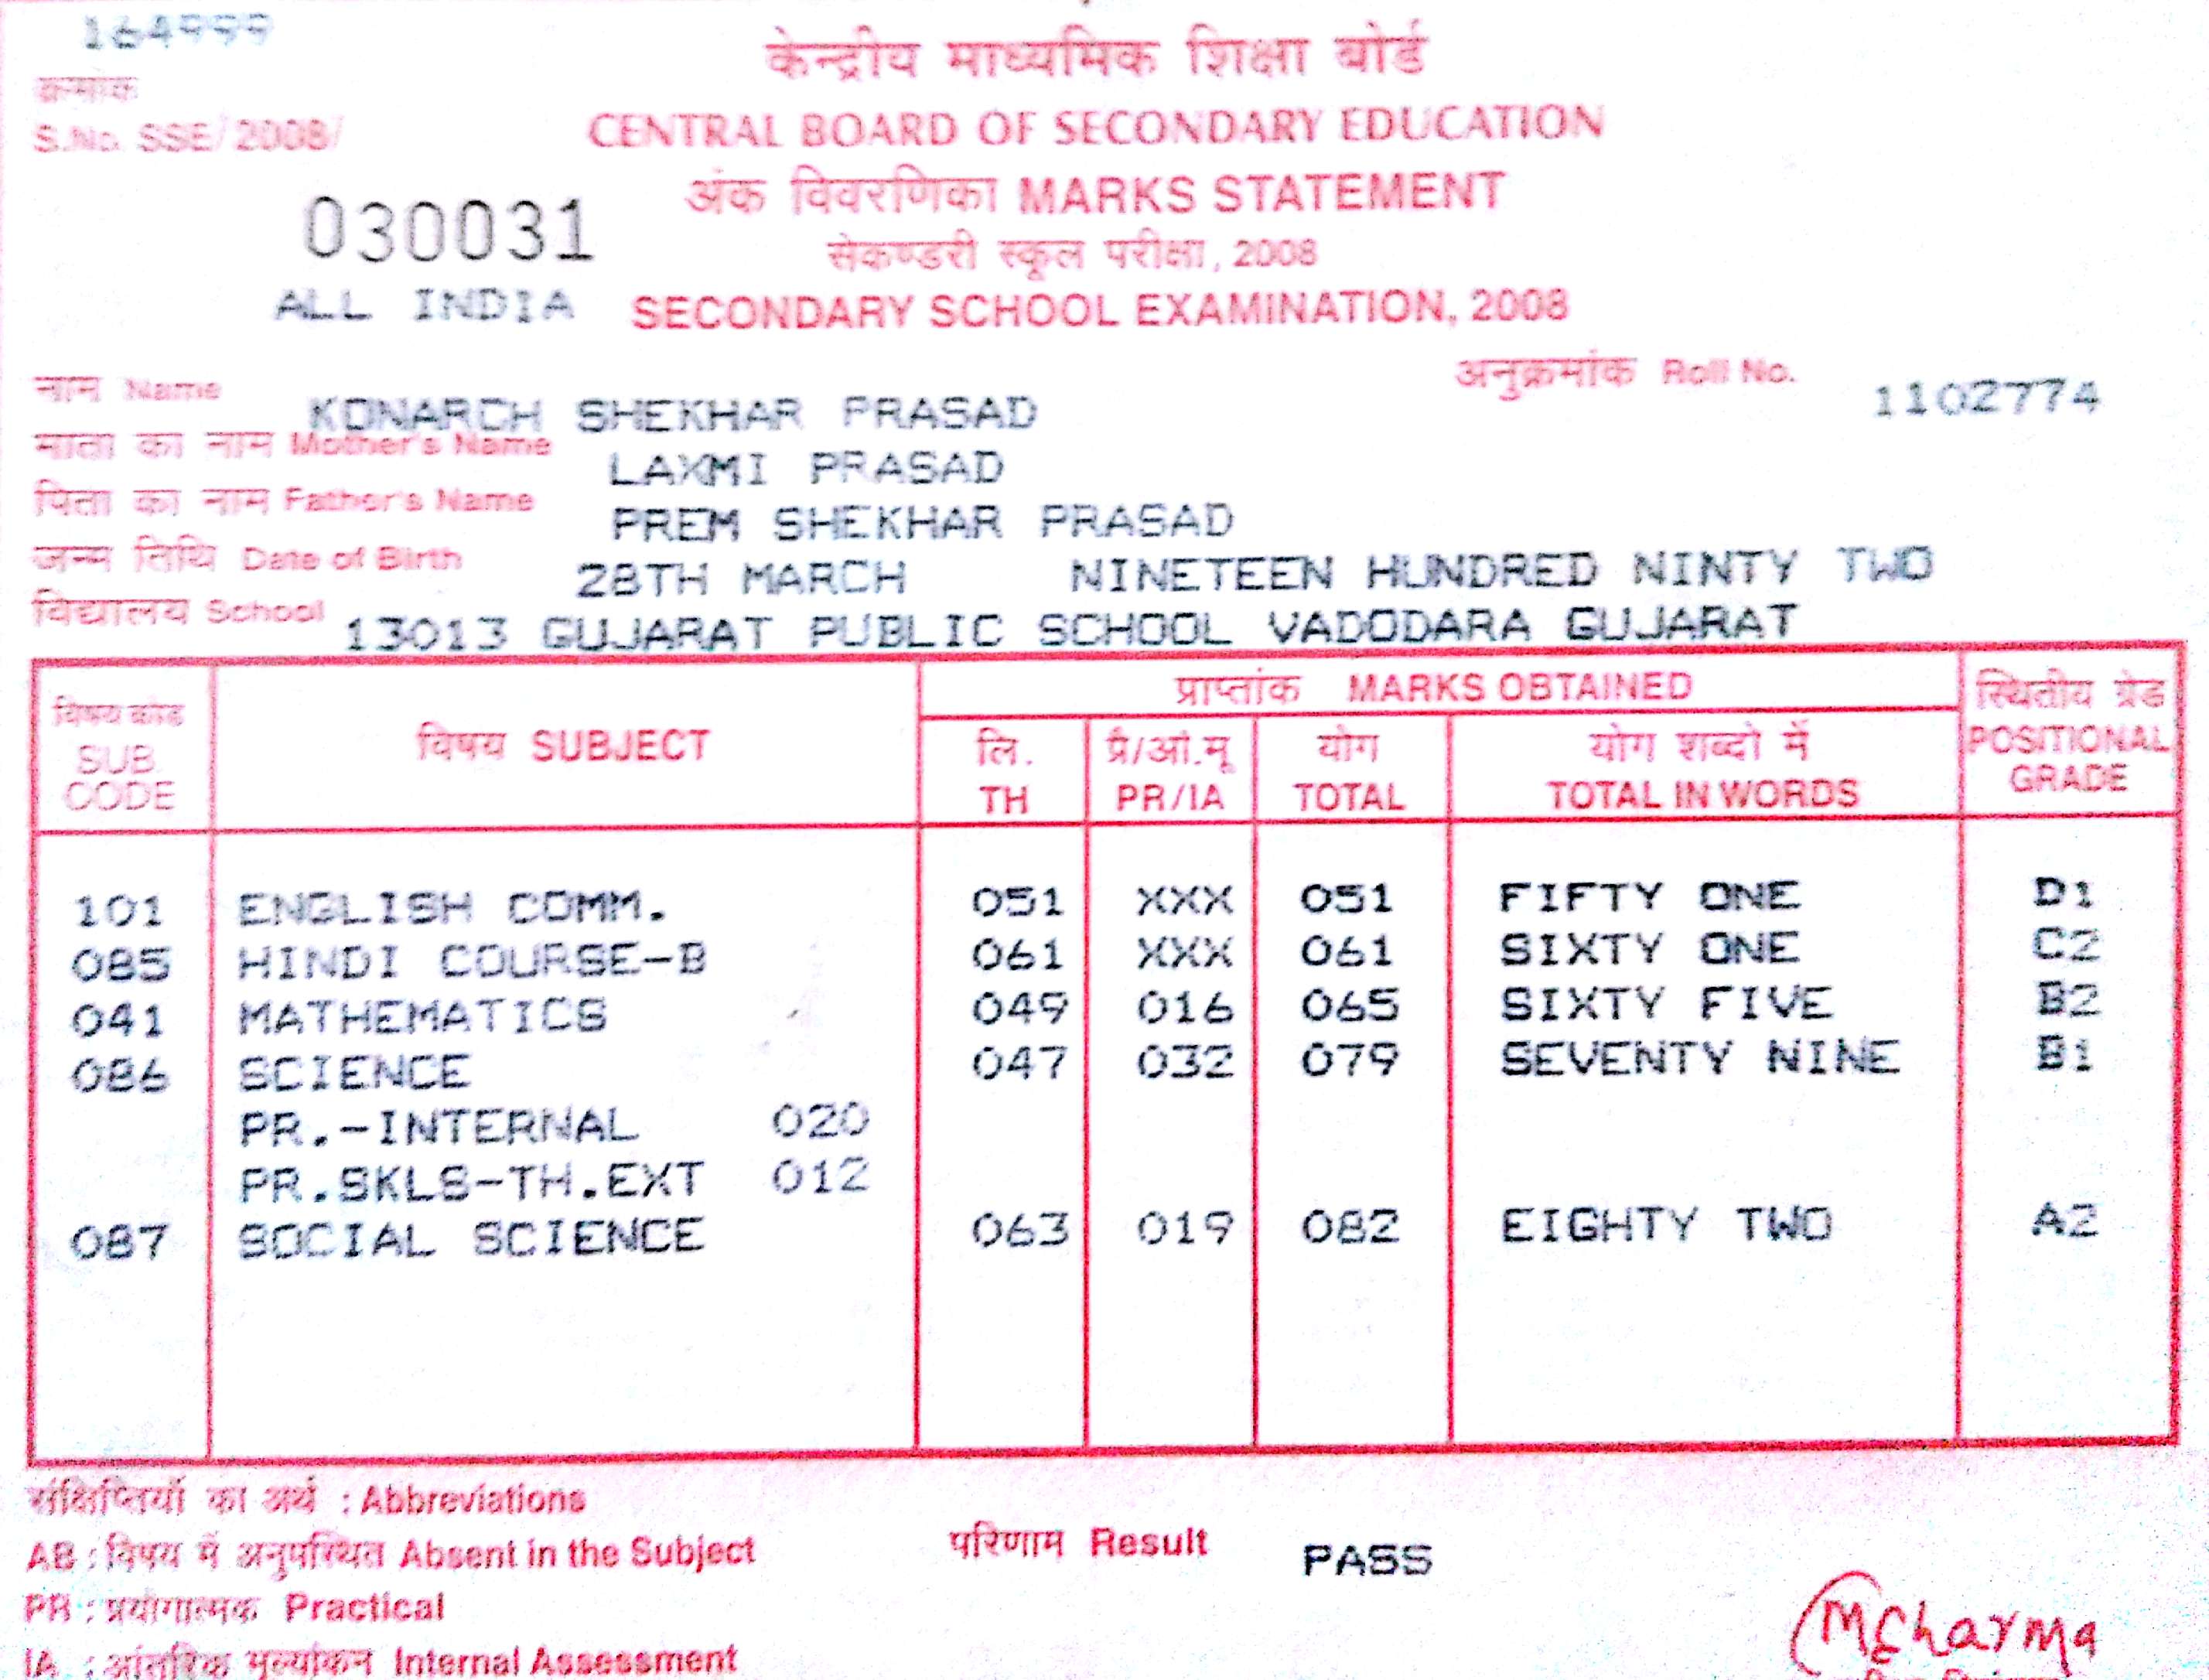 164999
क्रमांक
S.No. SSE/2008/
केन्द्रीय माध्यमिक शिक्षा बोर्ड
CENTRAL BOARD OF SECONDARY EDUCATION
अंक विवरणिका MARKS STATEMENT
030031
सेकण्डरी स्कूल परीक्षा, 2008
ALL INDIA SECONDARY SCHOOL EXAMINATION, 2008
अनुक्रमांक Roll No. 1102774
नाम Name KONARCH SHEKHAR PRASAD
माता का नाम Mother's Name LAXMI PRASAD
पिता का नाम Father's Name PREM SHEKHAR PRASAD
जन्म तिथि Date of Birth 28TH MARCH NINETEEN HUNDRED NINTY TWO
विद्यालय School 13013 GUJARAT PUBLIC SCHOOL VADODARA GUJARAT
विषय कोड SUB. CODE
विषय SUBJECT
प्राप्तांक MARKS OBTAINED
लि. TH
प्रै/आं.मू PR/IA
योग TOTAL
योग शब्दो में TOTAL IN WORDS
स्थितीय ग्रेड POSITIONAL GRADE
101 ENGLISH COMM. 051 XXX 051 FIFTY ONE D1
085 HINDI COURSE-B 061 XXX 061 SIXTY ONE C2
041 MATHEMATICS 049 016 065 SIXTY FIVE B2
086 SCIENCE 047 032 079 SEVENTY NINE B1
PR.-INTERNAL 020
PR.SKLS-TH.EXT 012
087 SOCIAL SCIENCE 063 019 082 EIGHTY TWO A2
संक्षिप्तियों का अर्थ : Abbreviations
AB : विषय में अनुपस्थित Absent in the Subject
परिणाम Result PASS
PR : प्रयोगात्मक Practical
IA : आंतरिक मूल्यांकन Internal Assessment